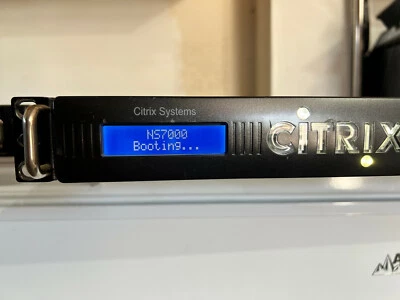 Citrix Systems
NS7000
Booting...
CITRIX